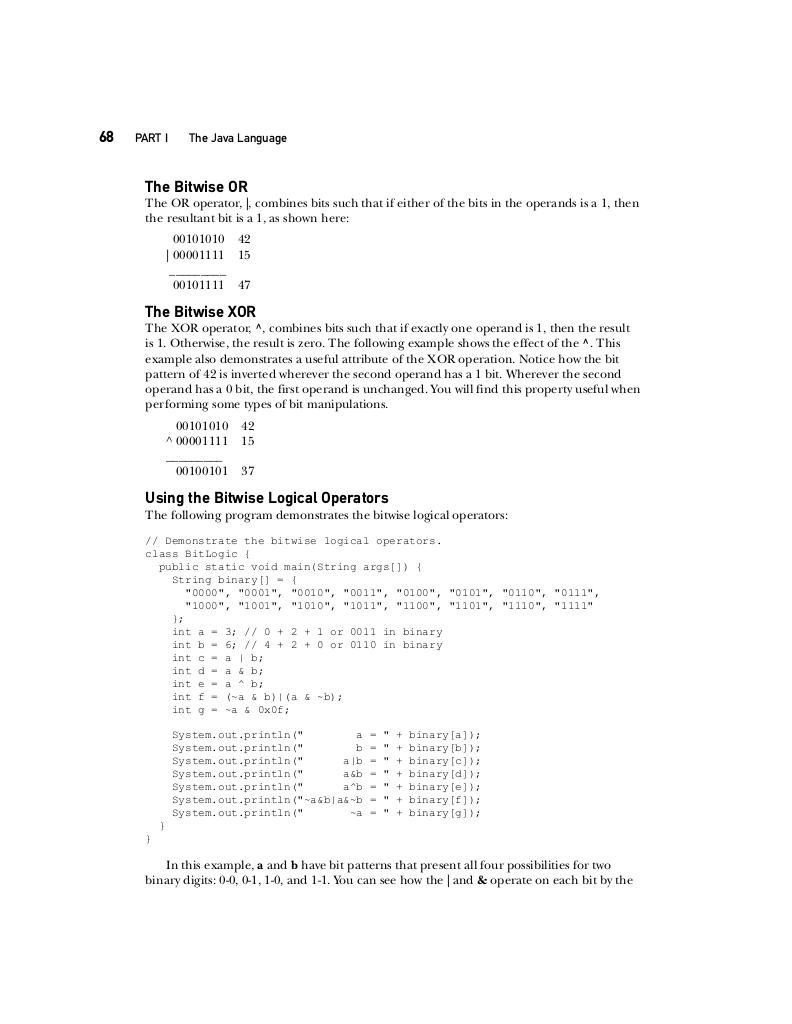 68 PART I The Java Language
The Bitwise OR
The OR operator, |, combines bits such that if either of the bits in the operands is a 1, then
the resultant bit is a 1, as shown here:
00101010 42
| 00001111 15
_________
00101111 47
The Bitwise XOR
The XOR operator, ^, combines bits such that if exactly one operand is 1, then the result
is 1. Otherwise, the result is zero. The following example shows the effect of the ^. This
example also demonstrates a useful attribute of the XOR operation. Notice how the bit
pattern of 42 is inverted wherever the second operand has a 1 bit. Wherever the second
operand has a 0 bit, the first operand is unchanged. You will find this property useful when
performing some types of bit manipulations.
00101010 42
^ 00001111 15
_________
00100101 37
Using the Bitwise Logical Operators
The following program demonstrates the bitwise logical operators:
// Demonstrate the bitwise logical operators.
class BitLogic {
  public static void main(String args[]) {
    String binary[] = {
      "0000", "0001", "0010", "0011", "0100", "0101", "0110", "0111",
      "1000", "1001", "1010", "1011", "1100", "1101", "1110", "1111"
    };
    int a = 3; // 0 + 2 + 1 or 0011 in binary
    int b = 6; // 4 + 2 + 0 or 0110 in binary
    int c = a | b;
    int d = a & b;
    int e = a ^ b;
    int f = (~a & b)|(a & ~b);
    int g = ~a & 0x0f;
    System.out.println("        a = " + binary[a]);
    System.out.println("        b = " + binary[b]);
    System.out.println("      a|b = " + binary[c]);
    System.out.println("      a&b = " + binary[d]);
    System.out.println("      a^b = " + binary[e]);
    System.out.println("~a&b|a&~b = " + binary[f]);
    System.out.println("       ~a = " + binary[g]);
  }
}
In this example, a and b have bit patterns that present all four possibilities for two
binary digits: 0-0, 0-1, 1-0, and 1-1. You can see how the | and & operate on each bit by the